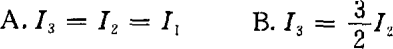 A. I₃ = I₂ = I₁ B. I₃ = 3/2 I₂